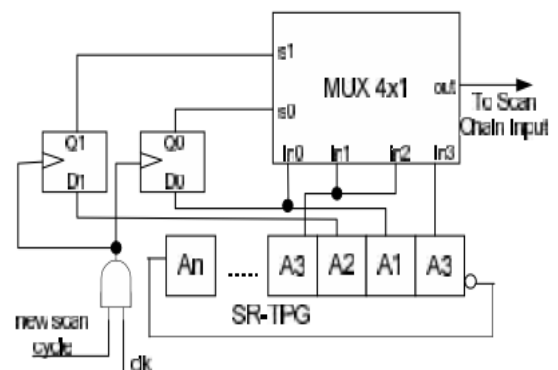 s1
MUX 4x1
out
s0
To Scan
Chain Input
In0 In1 In2 In3
Q1 Q0
D1 D0
An ..... A3 A2 A1 A3
SR-TPG
new scan
cycle
clk